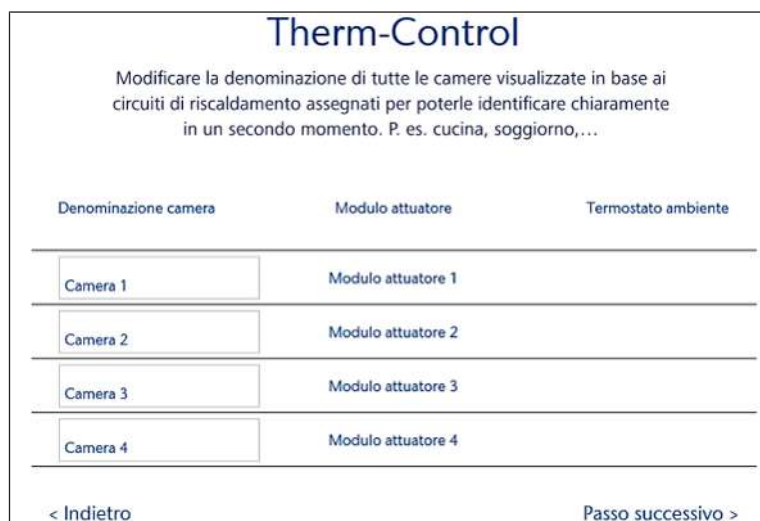 Therm-Control
Modificare la denominazione di tutte le camere visualizzate in base ai
circuiti di riscaldamento assegnati per poterle identificare chiaramente
in un secondo momento. P. es. cucina, soggiorno,...
Denominazione camera Modulo attuatore Termostato ambiente
Camera 1 Modulo attuatore 1
Camera 2 Modulo attuatore 2
Camera 3 Modulo attuatore 3
Camera 4 Modulo attuatore 4
< Indietro Passo successivo >